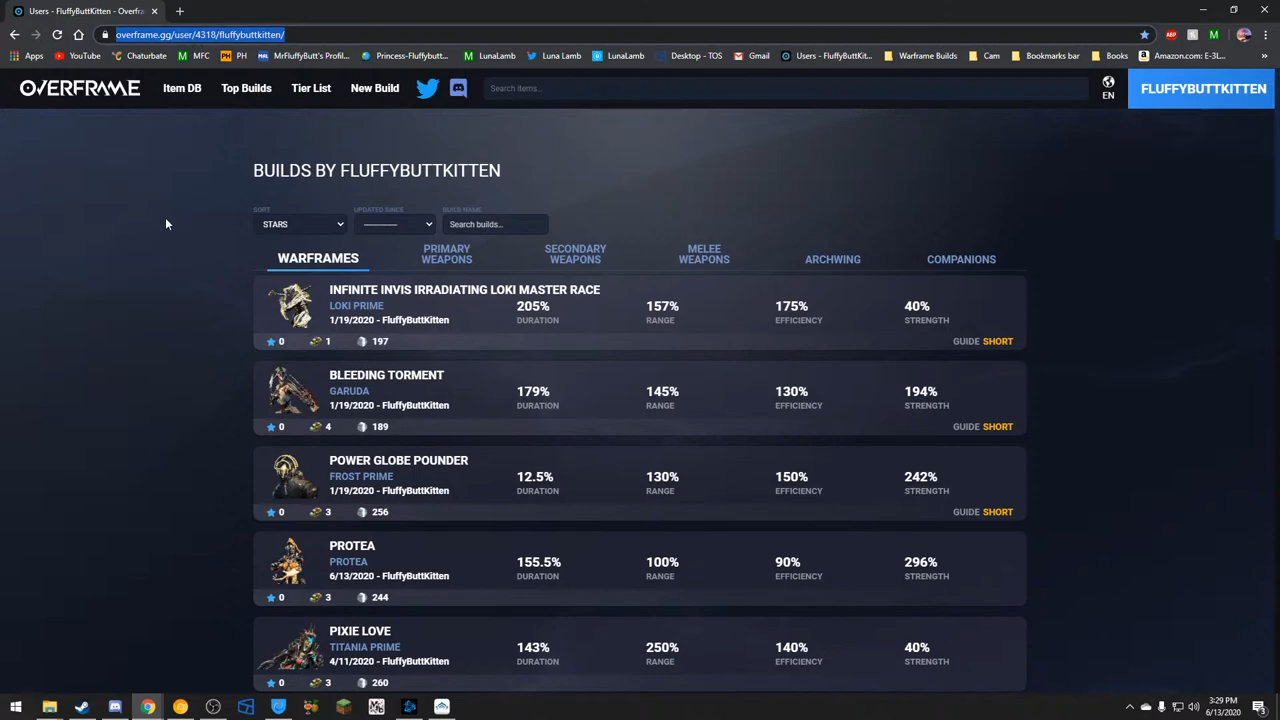 Users - FluffyButtKitten - Overfra
overframe.gg/user/4318/fluffybuttkitten/
ABP
M
Apps YouTube Chaturbate M MFC PH PH MAL MrFluffyButt's Profil... Princess-Fluffybutt... M LunaLamb Luna Lamb LunaLamb Desktop - TOS Gmail Users - FluffyButtKi... Warframe Builds Cam Bookmarks bar Books Amazon.com: E-3L... »
OVERFRAME Item DB Top Builds Tier List New Build Search items... EN FLUFFYBUTTKITTEN
BUILDS BY FLUFFYBUTTKITTEN
SORT UPDATED SINCE BUILD NAME
STARS --------- Search builds...
WARFRAMES PRIMARY WEAPONS SECONDARY WEAPONS MELEE WEAPONS ARCHWING COMPANIONS
INFINITE INVIS IRRADIATING LOKI MASTER RACE
LOKI PRIME 205% 157% 175% 40%
1/19/2020 - FluffyButtKitten DURATION RANGE EFFICIENCY STRENGTH
0 1 197 GUIDE SHORT
BLEEDING TORMENT
GARUDA 179% 145% 130% 194%
1/19/2020 - FluffyButtKitten DURATION RANGE EFFICIENCY STRENGTH
0 4 189 GUIDE SHORT
POWER GLOBE POUNDER
FROST PRIME 12.5% 130% 150% 242%
1/19/2020 - FluffyButtKitten DURATION RANGE EFFICIENCY STRENGTH
0 3 256 GUIDE SHORT
PROTEA
PROTEA 155.5% 100% 90% 296%
6/13/2020 - FluffyButtKitten DURATION RANGE EFFICIENCY STRENGTH
0 3 244
PIXIE LOVE
TITANIA PRIME 143% 250% 140% 40%
4/11/2020 - FluffyButtKitten DURATION RANGE EFFICIENCY STRENGTH
0 3 260
3:29 PM
6/13/2020